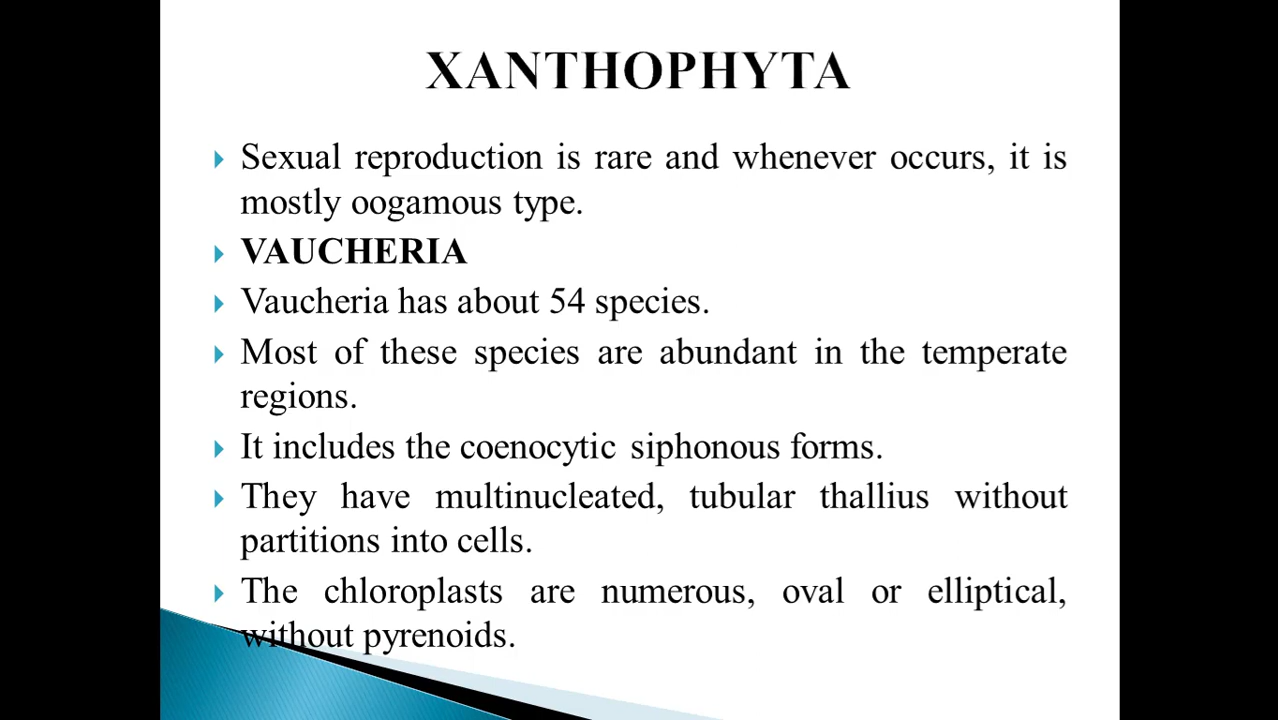 XANTHOPHYTA
Sexual reproduction is rare and whenever occurs, it is
mostly oogamous type.
VAUCHERIA
Vaucheria has about 54 species.
Most of these species are abundant in the temperate
regions.
It includes the coenocytic siphonous forms.
They have multinucleated, tubular thallius without
partitions into cells.
The chloroplasts are numerous, oval or elliptical,
without pyrenoids.